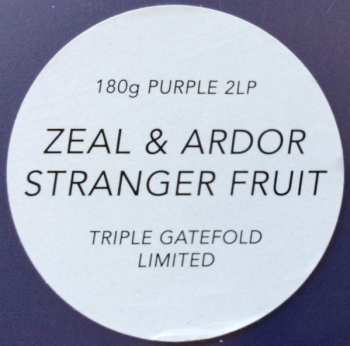 180g PURPLE 2LP
ZEAL & ARDOR
STRANGER FRUIT
TRIPLE GATEFOLD
LIMITED